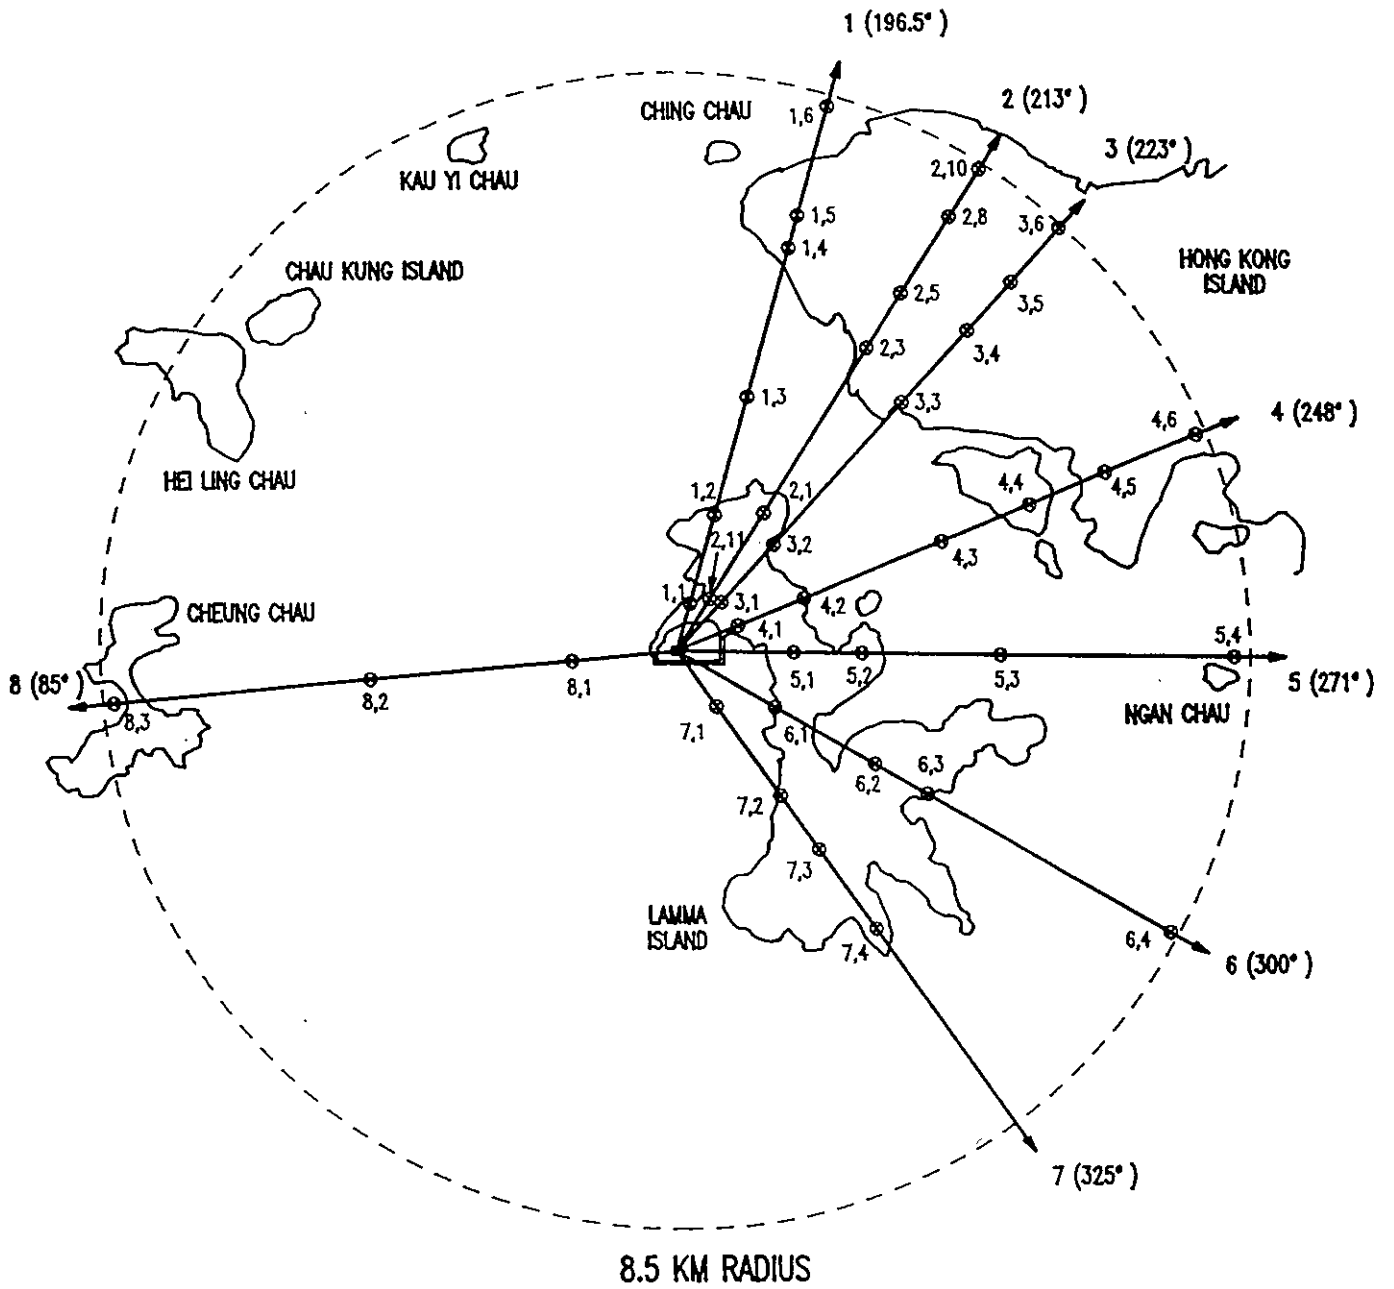 1 (196.5° )
CHING CHAU
1,6
2 (213° )
3 (223° )
KAU YI CHAU
2,10
1,5
2,8
3,6
1,4
HONG KONG
ISLAND
CHAU KUNG ISLAND
2,5
3,5
2,3
3,4
1,3
3,3
4,6
4 (248° )
HEI LING CHAU
1,2
2,1
4,4
4,5
2,11
3,2
4,3
CHEUNG CHAU
1,1
3,1
4,2
4,1
5,4
8 (85° )
8,3
8,2
8,1
5,1
5,2
5,3
5 (271° )
NGAN CHAU
7,1
6,1
6,2
6,3
7,2
7,3
LAMMA
ISLAND
7,4
6,4
6 (300° )
7 (325° )
8.5 KM RADIUS